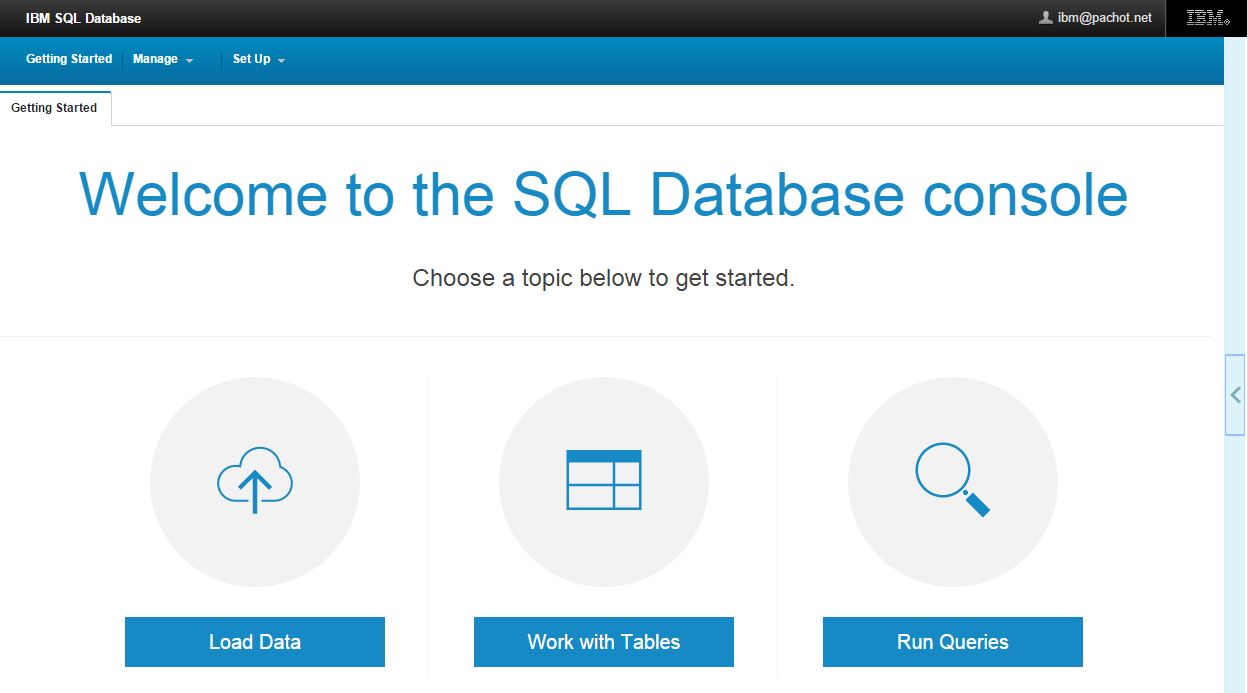 IBM SQL Database
ibm@pachot.net
IBM®
Getting Started
Manage
Set Up
Getting Started
Welcome to the SQL Database console
Choose a topic below to get started.
Load Data
Work with Tables
Run Queries